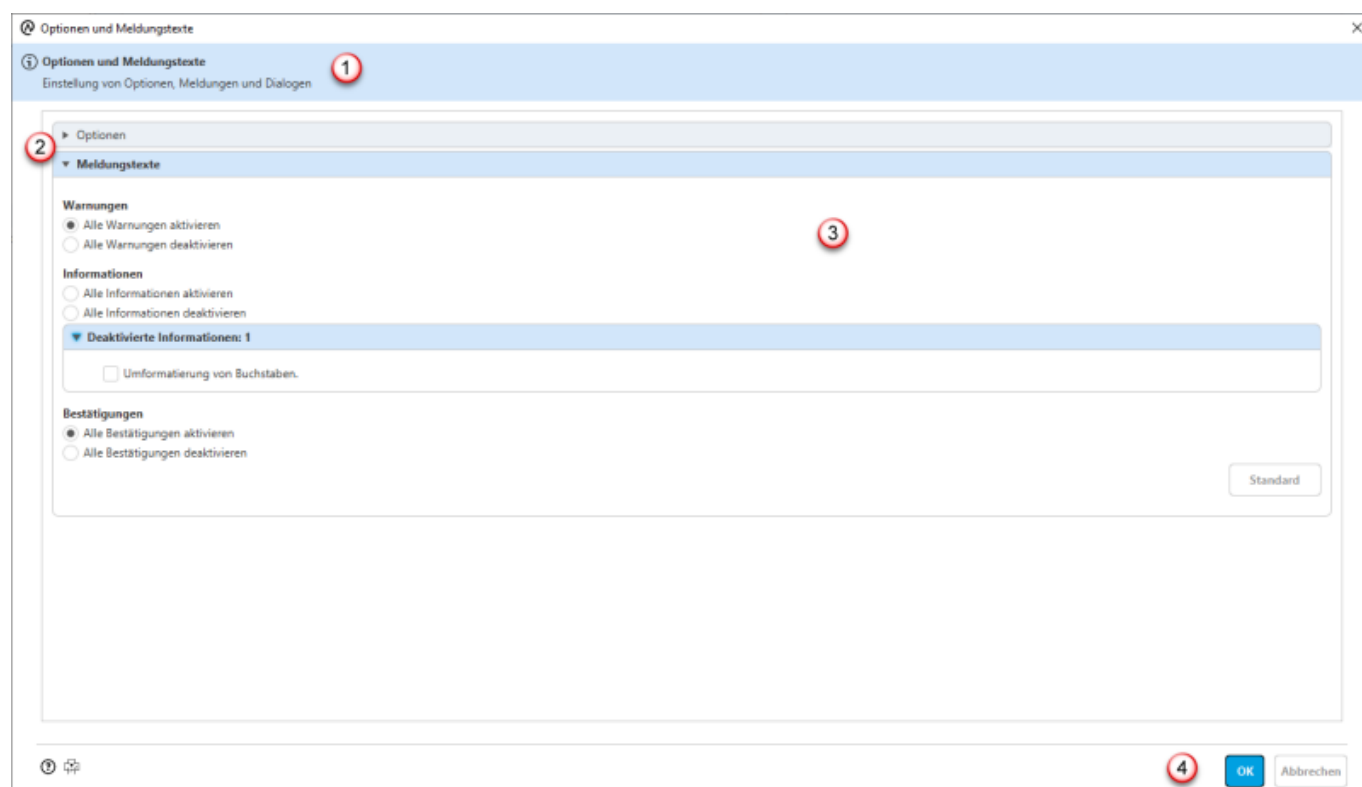 Optionen und Meldungstexte
Optionen und Meldungstexte
1
Einstellung von Optionen, Meldungen und Dialogen
Optionen
2
Meldungstexte
Warnungen
Alle Warnungen aktivieren
3
Alle Warnungen deaktivieren
Informationen
Alle Informationen aktivieren
Alle Informationen deaktivieren
Deaktivierte Informationen: 1
Umformatierung von Buchstaben.
Bestätigungen
Alle Bestätigungen aktivieren
Alle Bestätigungen deaktivieren
Standard
4
OK
Abbrechen